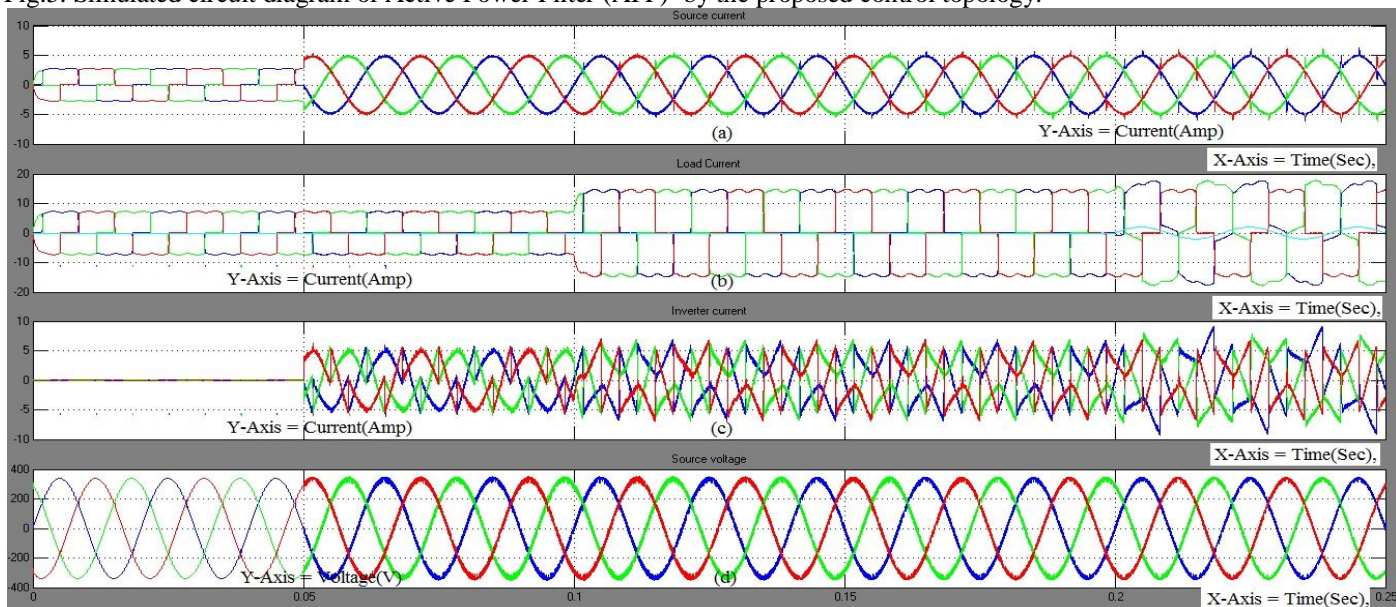 Fig.5: Simulated circuit diagram of Active Power Filter (APF) by the proposed control topology.
Source current
10
5
0
-5
-10
(a)
Y-Axis = Current(Amp)
X-Axis = Time(Sec),
Load Current
20
10
0
-10
-20
Y-Axis = Current(Amp)
(b)
X-Axis = Time(Sec),
Inverter current
10
5
0
-5
-10
Y-Axis = Current(Amp)
(c)
X-Axis = Time(Sec),
Source voltage
400
200
0
-200
-400
Y-Axis = Voltage(V)
(d)
0
0.05
0.1
0.15
0.2
0.25
X-Axis = Time(Sec),